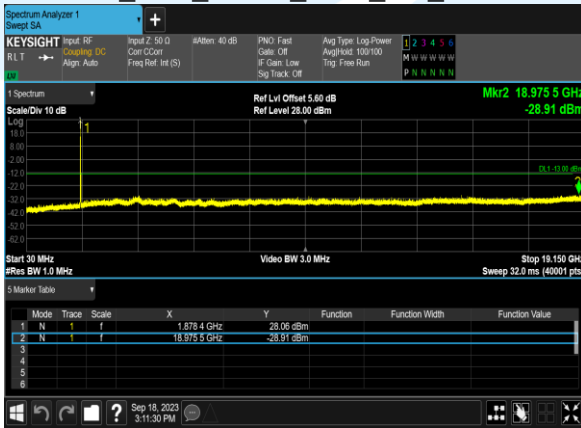 Spectrum Analyzer 1
Swept SA
+
KEYSIGHT Input: RF Input Z: 50 Ω #Atten: 40 dB PNO: Fast Avg Type: Log-Power 1 2 3 4 5 6
RLT Coupling: DC Corr CCorr Gate: Off Avg|Hold: 100/100 M W W W W W
Align: Auto Freq Ref: Int (S) IF Gain: Low Trig: Free Run
Sig Track: Off P N N N N N
1 Spectrum Ref Lvl Offset 5.60 dB Mkr2 18.975 5 GHz
Scale/Div 10 dB Ref Level 28.00 dBm -28.91 dBm
Log
18.0
8.00
-2.00
-12.0
-22.0
-32.0
-42.0
-52.0
-62.0
1
DL1 -13.00 dBm
2
Start 30 MHz Video BW 3.0 MHz Stop 19.150 GHz
#Res BW 1.0 MHz Sweep 32.0 ms (40001 pts
5 Marker Table
Mode Trace Scale X Y Function Function Width Function Value
1 N 1 f 1.878 4 GHz 28.06 dBm
2 N 1 f 18.975 5 GHz -28.91 dBm
3
4
5
6
? Sep 18, 2023
3:11:30 PM